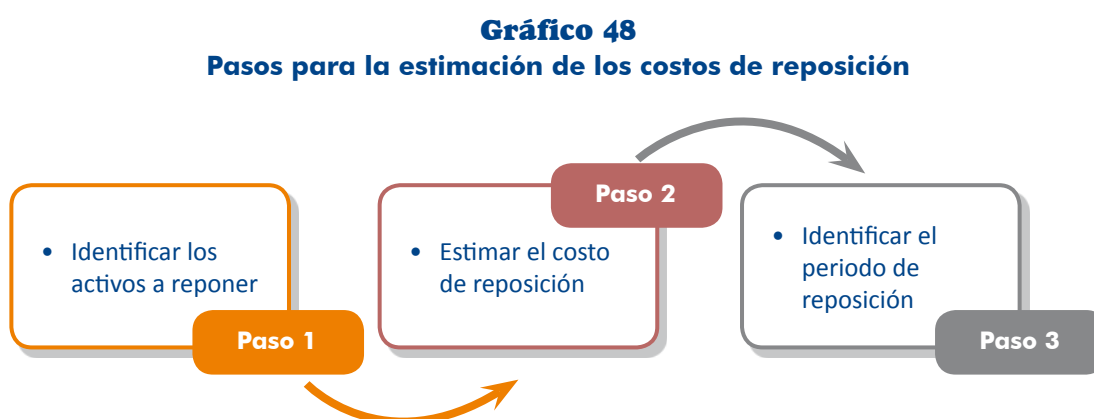 Gráfico 48
Pasos para la estimación de los costos de reposición
• Identificar los
activos a reponer
Paso 1
Paso 2
• Estimar el costo
de reposición
• Identificar el
periodo de
reposición
Paso 3